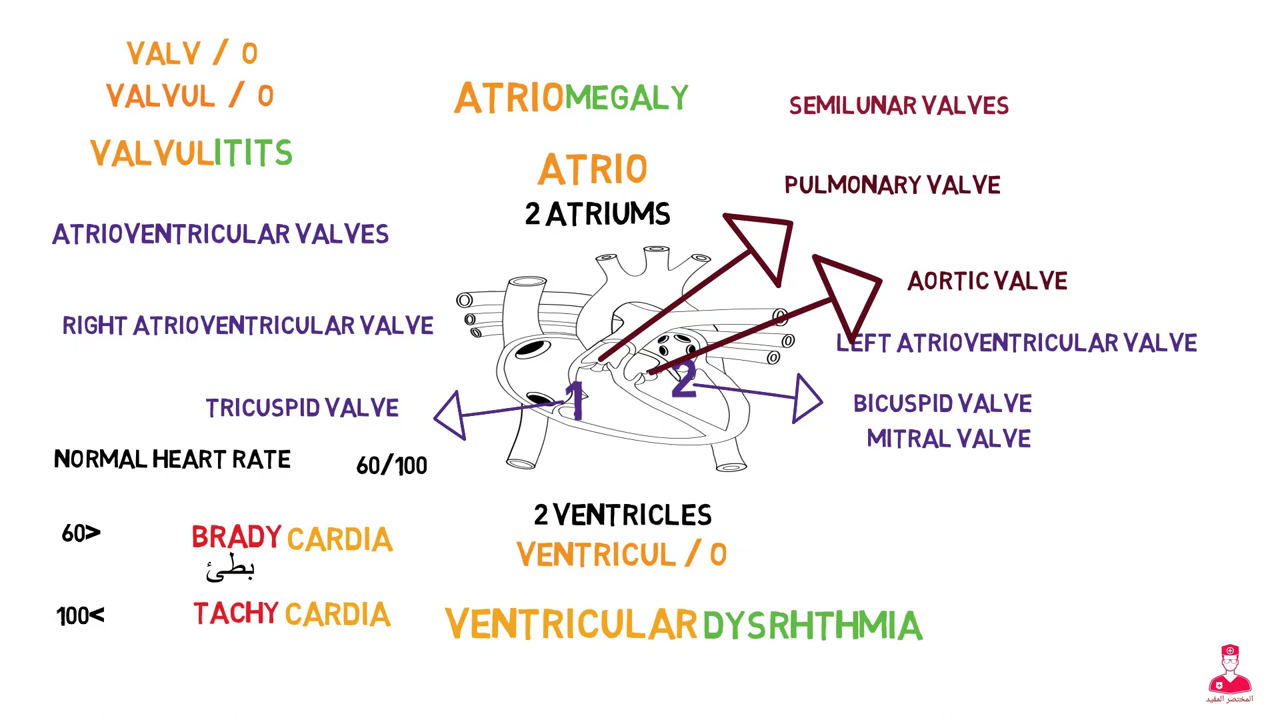 VALV / O
VALVUL / O
VALVULITITS
ATRIOVENTRICULAR VALVES
RIGHT ATRIOVENTRICULAR VALVE
TRICUSPID VALVE
NORMAL HEART RATE 60/100
60> BRADY CARDIA
بطئ
100< TACHY CARDIA
ATRIOMEGALY
ATRIO
2 ATRIUMS
1
2
2 VENTRICLES
VENTRICUL / O
VENTRICULAR DYSRHTHMIA
SEMILUNAR VALVES
PULMONARY VALVE
AORTIC VALVE
LEFT ATRIOVENTRICULAR VALVE
BICUSPID VALVE
MITRAL VALVE
المختصر المفيد